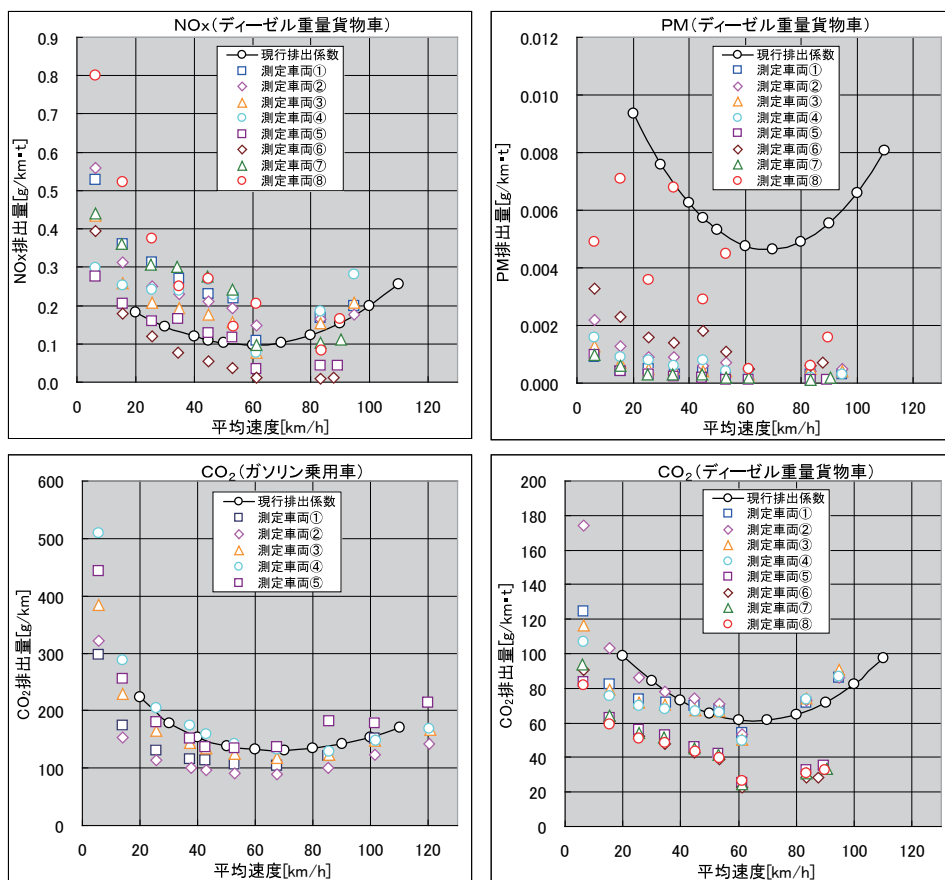 NOx(ディーゼル重量貨物車)
NOx排出量[g/km・t]
0.9
0.8
0.7
0.6
0.5
0.4
0.3
0.2
0.1
0.0
現行排出係数
測定車両①
測定車両②
測定車両③
測定車両④
測定車両⑤
測定車両⑥
測定車両⑦
測定車両⑧
0 20 40 60 80 100 120
平均速度[km/h]
PM(ディーゼル重量貨物車)
PM排出量[g/km・t]
0.012
0.010
0.008
0.006
0.004
0.002
0.000
現行排出係数
測定車両①
測定車両②
測定車両③
測定車両④
測定車両⑤
測定車両⑥
測定車両⑦
測定車両⑧
0 20 40 60 80 100 120
平均速度[km/h]
CO₂(ガソリン乗用車)
CO₂排出量[g/km]
600
500
400
300
200
100
0
現行排出係数
測定車両①
測定車両②
測定車両③
測定車両④
測定車両⑤
0 20 40 60 80 100 120
平均速度[km/h]
CO₂(ディーゼル重量貨物車)
CO₂排出量[g/km・t]
200
180
160
140
120
100
80
60
40
20
0
現行排出係数
測定車両①
測定車両②
測定車両③
測定車両④
測定車両⑤
測定車両⑥
測定車両⑦
測定車両⑧
0 20 40 60 80 100 120
平均速度[km/h]